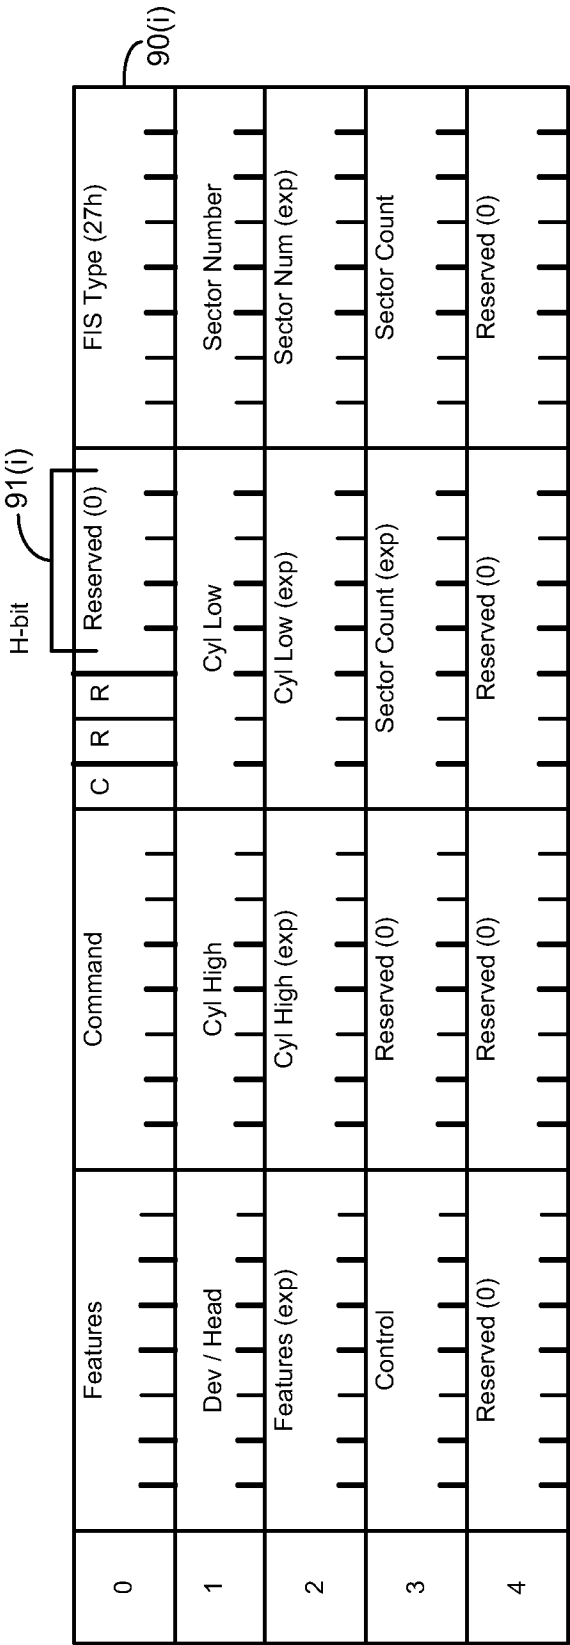 90(i)
H-bit
91(i)
0
Features
Command
C
R
R
Reserved (0)
FIS Type (27h)
1
Dev / Head
Cyl High
Cyl Low
Sector Number
2
Features (exp)
Cyl High (exp)
Cyl Low (exp)
Sector Num (exp)
3
Control
Reserved (0)
Sector Count (exp)
Sector Count
4
Reserved (0)
Reserved (0)
Reserved (0)
Reserved (0)